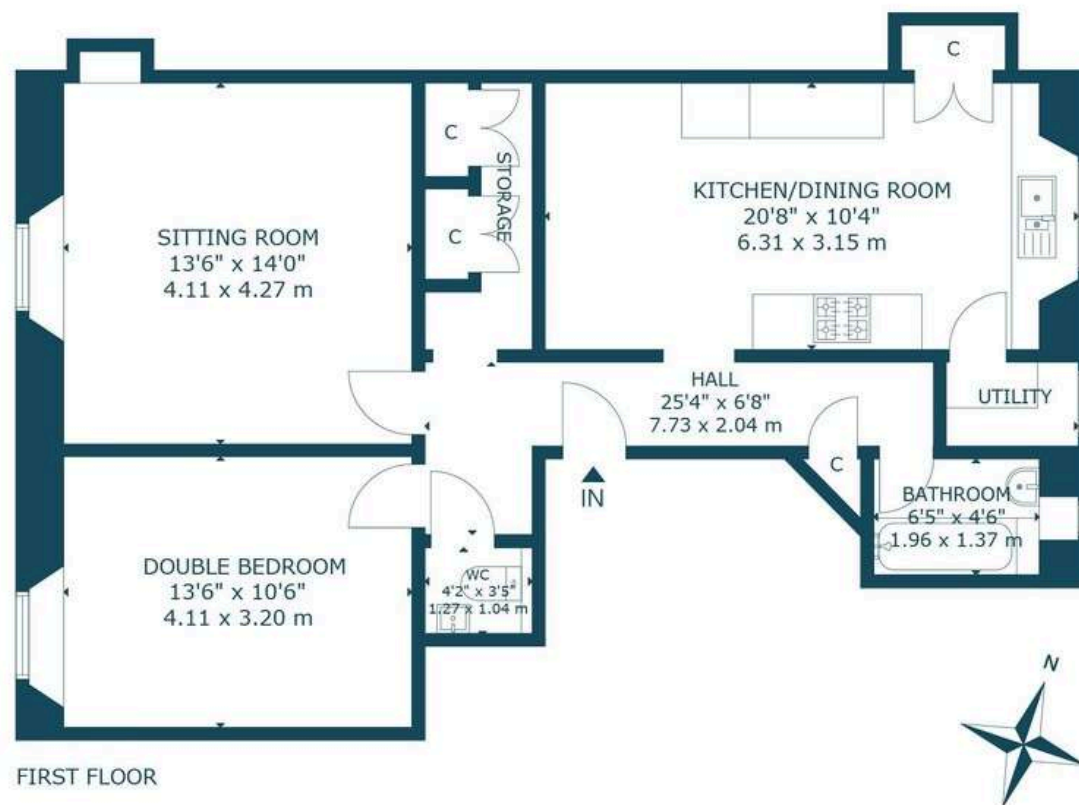 C
C
STORAGE
C
SITTING ROOM
13'6" x 14'0"
4.11 x 4.27 m
KITCHEN/DINING ROOM
20'8" x 10'4"
6.31 x 3.15 m
HALL
25'4" x 6'8"
7.73 x 2.04 m
UTILITY
C
IN
BATHROOM
6'5" x 4'6"
1.96 x 1.37 m
DOUBLE BEDROOM
13'6" x 10'6"
4.11 x 3.20 m
WC
4'2" x 3'5"
1.27 x 1.04 m
N
FIRST FLOOR